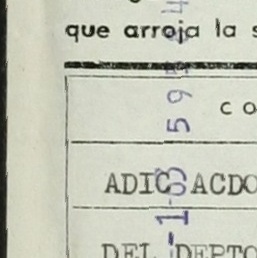 que arroja la s
CO
ADIC ACDO
DEL DEPTO